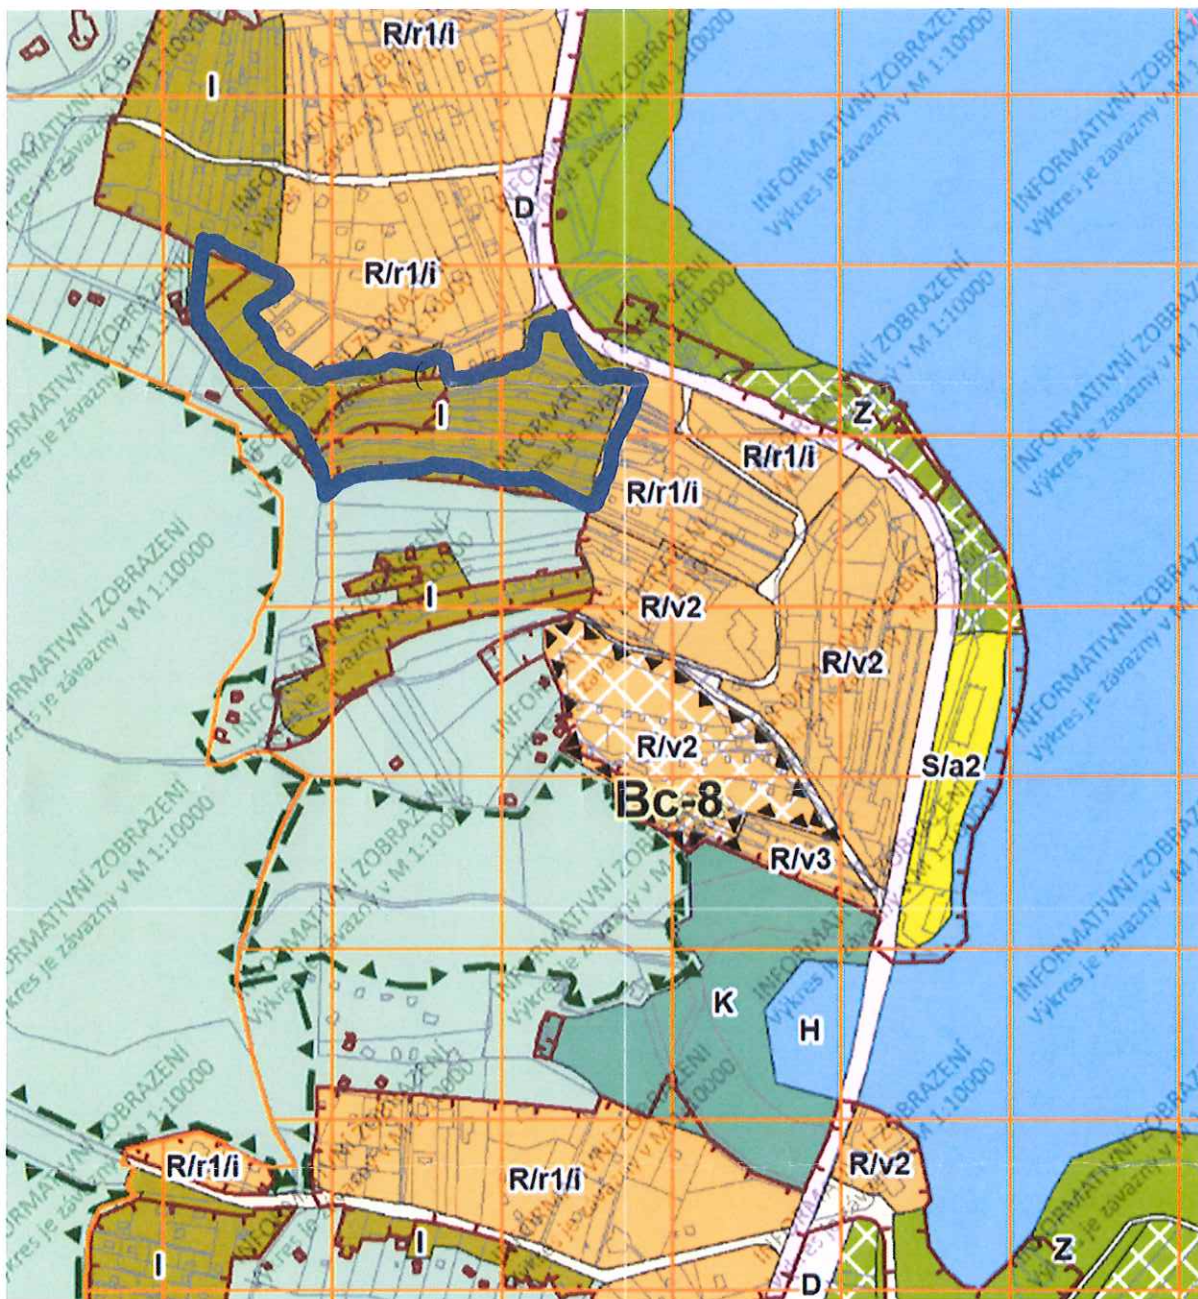 R/r1/i
I
D
R/r1/i
I
Z
R/r1/i
R/r1/i
I
R/v2
R/v2
R/v2
S/a2
Bc-8
R/v3
K
H
R/r1/i
R/r1/i
R/v2
I
I
Z
D
INFORMATIVNÍ ZOBRAZENÍ
Výkres je závazný v M 1:10000